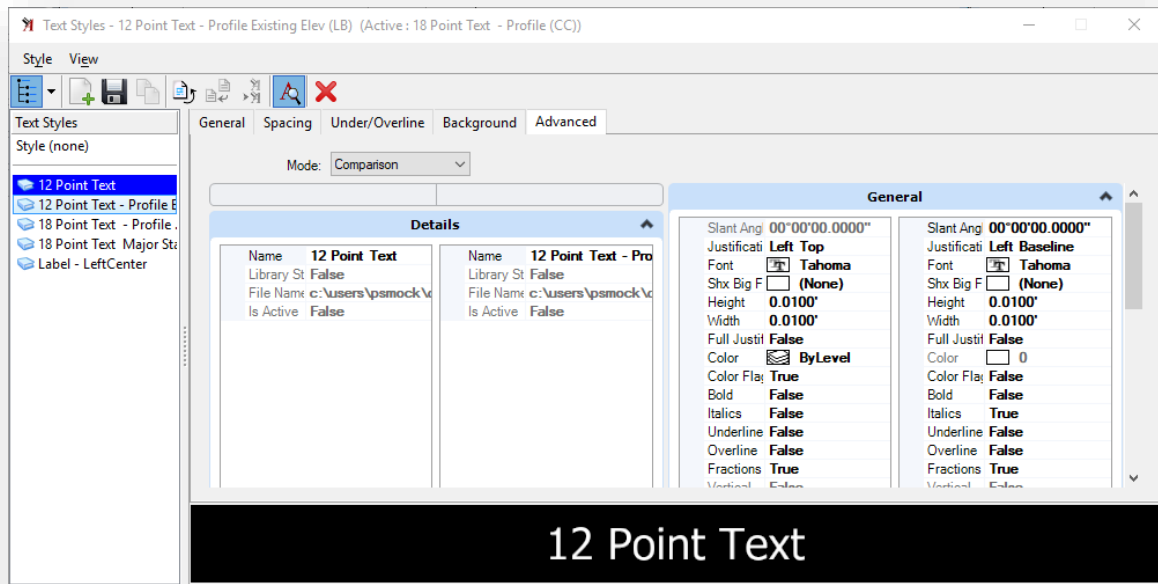 Text Styles - 12 Point Text - Profile Existing Elev (LB) (Active : 18 Point Text - Profile (CC))
Style View
Text Styles
Style (none)
12 Point Text
12 Point Text - Profile E
18 Point Text - Profile .
18 Point Text Major Sta
Label - LeftCenter
General Spacing Under/Overline Background Advanced
Mode: Comparison
Details
Name 12 Point Text
Library St False
File Name c:\users\psmock\
Is Active False
Name 12 Point Text - Pro
Library St False
File Name c:\users\psmock\
Is Active False
General
Slant Angl 00°00'00.0000"
Justificati Left Top
Font Tahoma
Shx Big F (None)
Height 0.0100'
Width 0.0100'
Full Justif False
Color ByLevel
Color Flag True
Bold False
Italics False
Underline False
Overline False
Fractions True
Vertical False
Slant Angl 00°00'00.0000"
Justificati Left Baseline
Font Tahoma
Shx Big F (None)
Height 0.0100'
Width 0.0100'
Full Justif False
Color 0
Color Flag False
Bold False
Italics True
Underline False
Overline False
Fractions True
Vertical False
12 Point Text